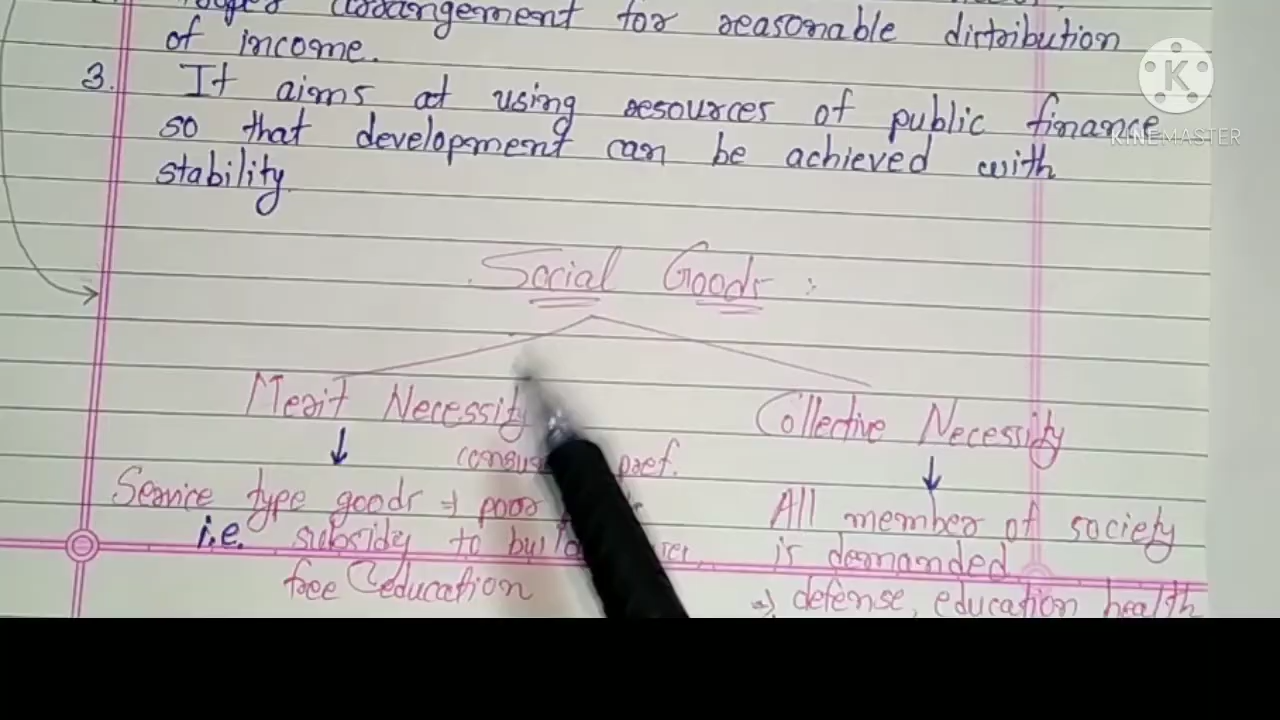 arrangement for reasonable dirtribution
of income.
3. It aims at using resources of public finance
so that development can be achieved with
stability.
Social Goods :
Merit Necessity
Collective Necessity
pref.
Service type goods → poor
i.e. subsidy to
free education
All member of society
is demanded
→ defense, education health
KINEMASTER